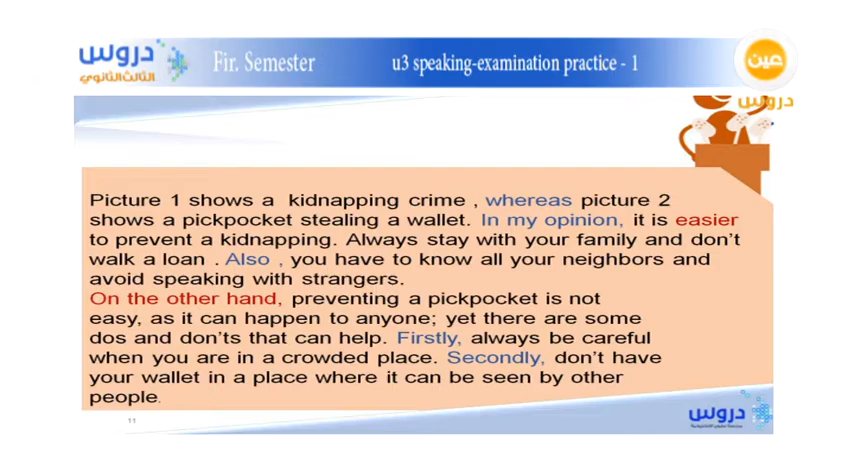 دروس
الثالث الثانوي
Fir. Semester
u3 speaking-examination practice - 1
عين
دروس
Picture 1 shows a kidnapping crime , whereas picture 2
shows a pickpocket stealing a wallet. In my opinion, it is easier
to prevent a kidnapping. Always stay with your family and don't
walk a loan . Also , you have to know all your neighbors and
avoid speaking with strangers.
On the other hand, preventing a pickpocket is not
easy, as it can happen to anyone; yet there are some
dos and don'ts that can help. Firstly, always be careful
when you are in a crowded place. Secondly, don't have
your wallet in a place where it can be seen by other
people.
11
دروس